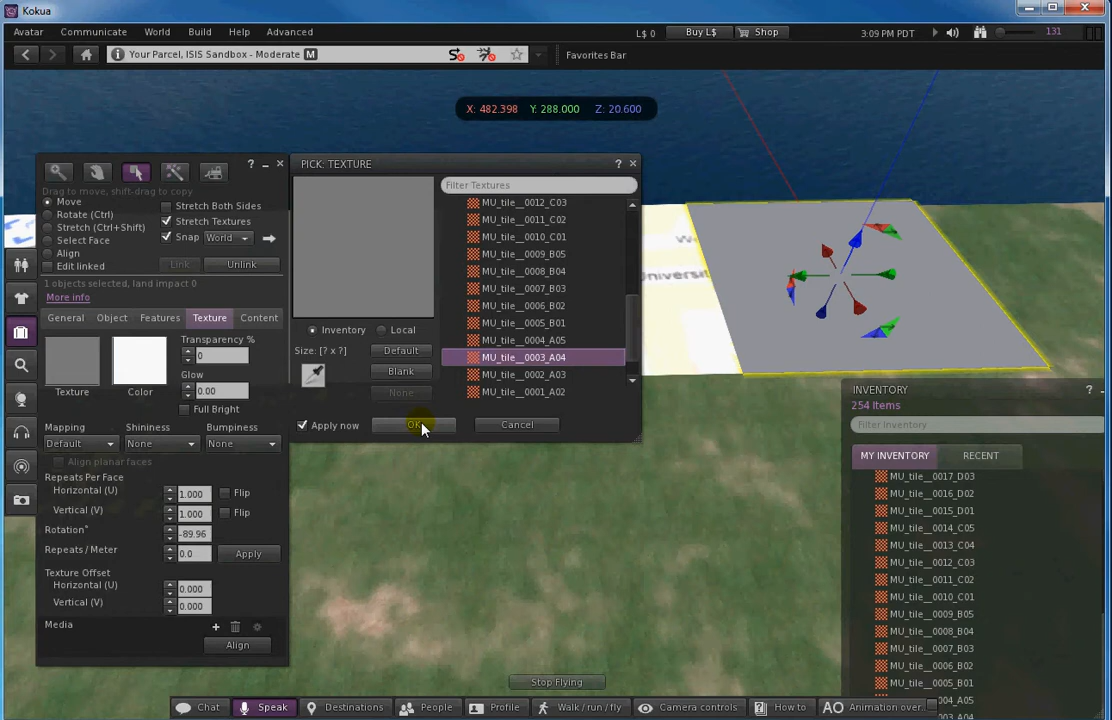 Kokua
Avatar Communicate World Build Help Advanced
L$ 0 Buy L$ Shop 3:09 PM PDT 131
Your Parcel, ISIS Sandbox - Moderate M
Favorites Bar
X: 482.398 Y: 288.000 Z: 20.600
Drag to move, shift-drag to copy
Move
Rotate (Ctrl)
Stretch (Ctrl+Shift)
Select Face
Align
Edit linked
Stretch Both Sides
Stretch Textures
Snap World
Link Unlink
1 objects selected, land impact 0
More info
General Object Features Texture Content
Texture
Color
Transparency %
0
Glow
0.00
Full Bright
Mapping Shininess Bumpiness
Default None None
Align planar faces
Repeats Per Face
Horizontal (U) 1.000 Flip
Vertical (V) 1.000 Flip
Rotation° -89.96
Repeats / Meter 0.0 Apply
Texture Offset
Horizontal (U) 0.000
Vertical (V) 0.000
Media
Align
PICK: TEXTURE
Filter Textures
MU_tile__0012_C03
MU_tile__0011_C02
MU_tile__0010_C01
MU_tile__0009_B05
MU_tile__0008_B04
MU_tile__0007_B03
MU_tile__0006_B02
MU_tile__0005_B01
MU_tile__0004_A05
MU_tile__0003_A04
MU_tile__0002_A03
MU_tile__0001_A02
Inventory Local
Size: [? x ?]
Default
Blank
None
Apply now OK Cancel
INVENTORY
254 Items
Filter Inventory
MY INVENTORY RECENT
MU_tile__0017_D03
MU_tile__0016_D02
MU_tile__0015_D01
MU_tile__0014_C05
MU_tile__0013_C04
MU_tile__0012_C03
MU_tile__0011_C02
MU_tile__0010_C01
MU_tile__0009_B05
MU_tile__0008_B04
MU_tile__0007_B03
MU_tile__0006_B02
MU_tile__0005_B01
Stop Flying
Chat Speak Destinations People Profile Walk / run / fly Camera controls How to AO Animation over.